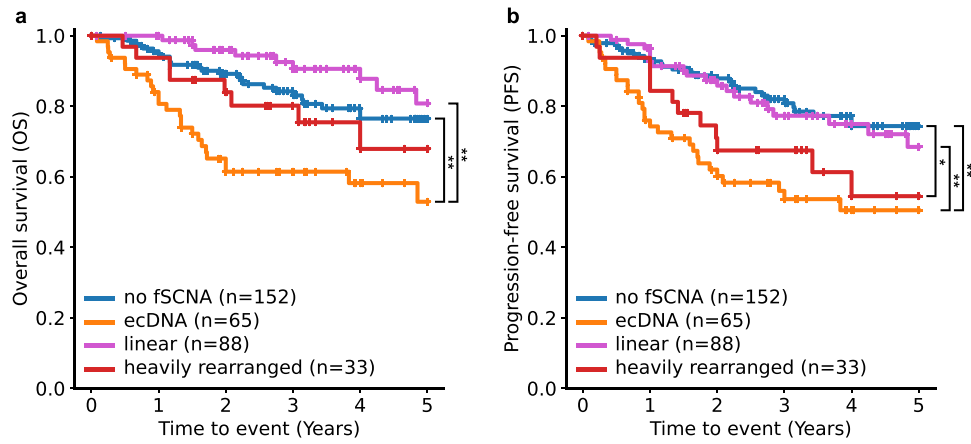 a
Overall survival (OS)
1.0
0.8
0.6
0.4
0.2
0.0
**
**
no fSCNA (n=152)
ecDNA (n=65)
linear (n=88)
heavily rearranged (n=33)
0 1 2 3 4 5
Time to event (Years)
b
Progression-free survival (PFS)
1.0
0.8
0.6
0.4
0.2
0.0
*
**
**
no fSCNA (n=152)
ecDNA (n=65)
linear (n=88)
heavily rearranged (n=33)
0 1 2 3 4 5
Time to event (Years)